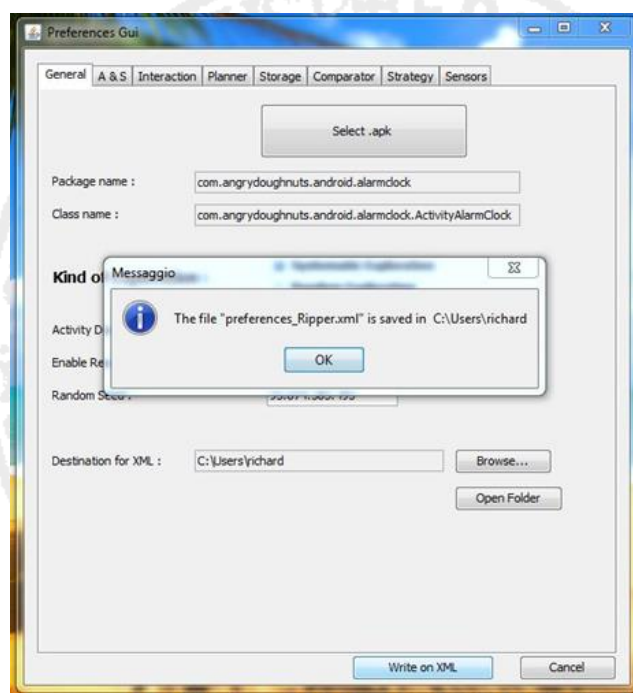 Preferences Gui
General A & S Interaction Planner Storage Comparator Strategy Sensors
Select .apk
Package name : com.angrydoughnuts.android.alarmclock
Class name : com.angrydoughnuts.android.alarmclock.ActivityAlarmClock
Kind of
Messaggio
The file "preferences_Ripper.xml" is saved in C:\Users\richard
OK
Activity D
Enable Re
Random
Destination for XML : C:\Users\richard Browse...
Open Folder
Write on XML Cancel